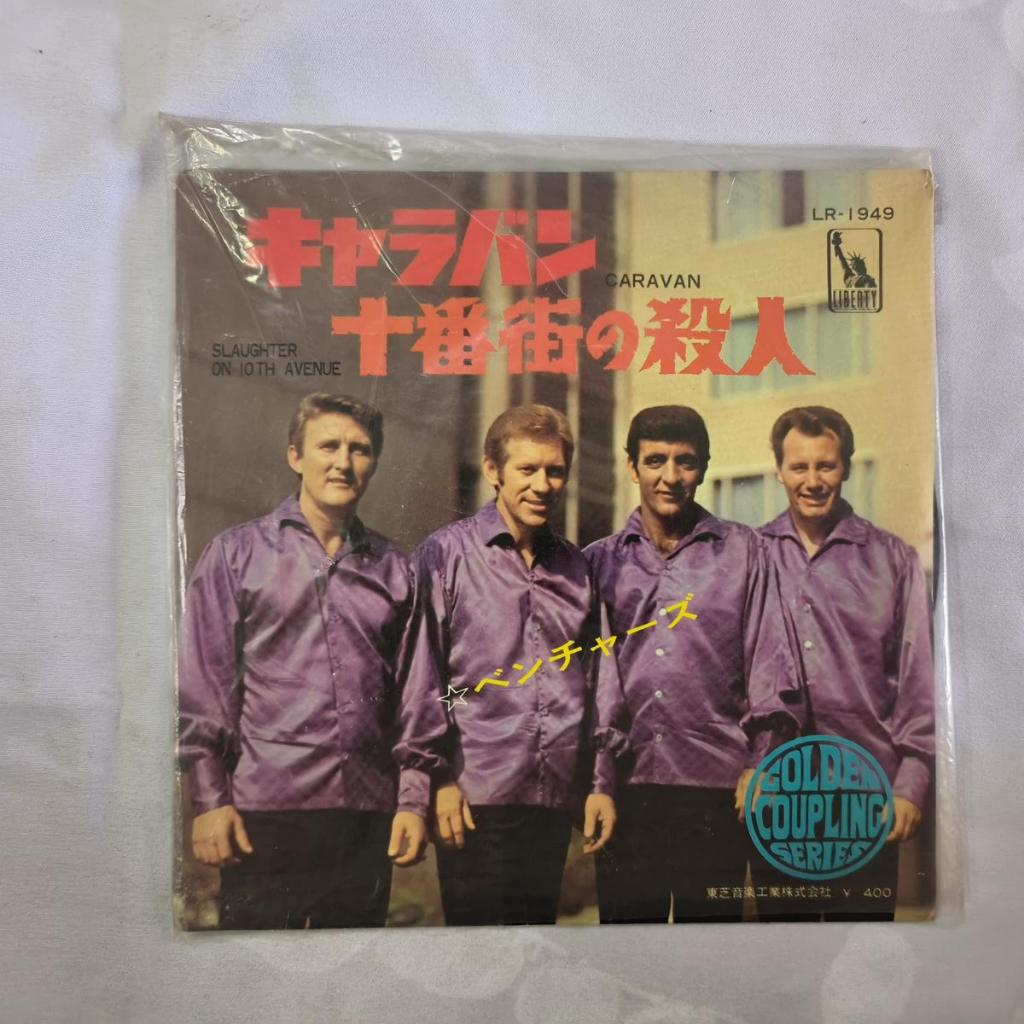 キャラバン
CARAVAN
LR-1949
LIBERTY
SLAUGHTER
ON 10TH AVENUE
十番街の殺人
☆ベンチャーズ
GOLDEN
COUPLING
SERIES
東芝音楽工業株式会社 ¥ 400